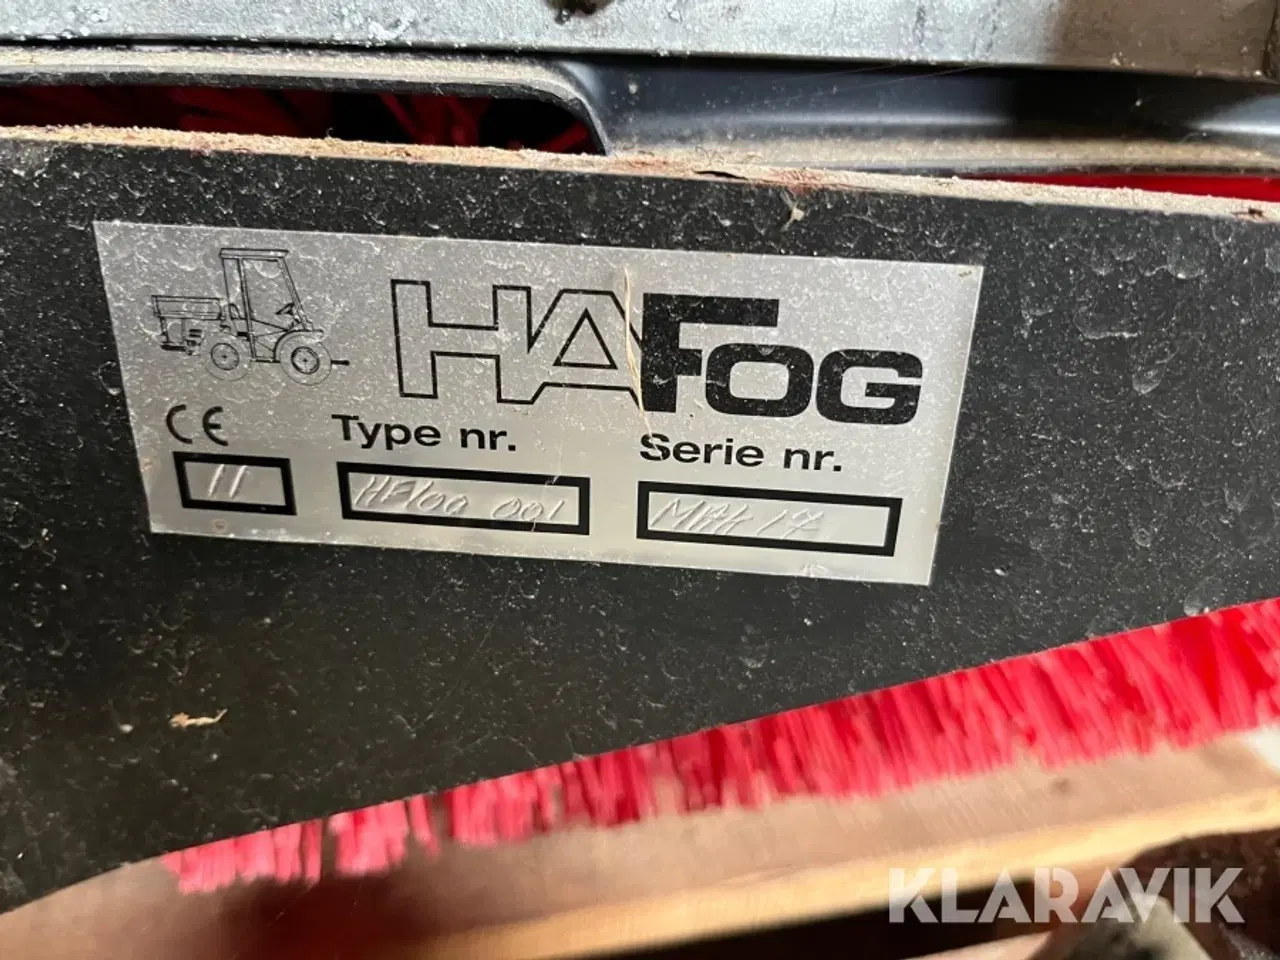 HAFOG
CE Type nr. Serie nr.
11 HF100 001
KLARAVIK